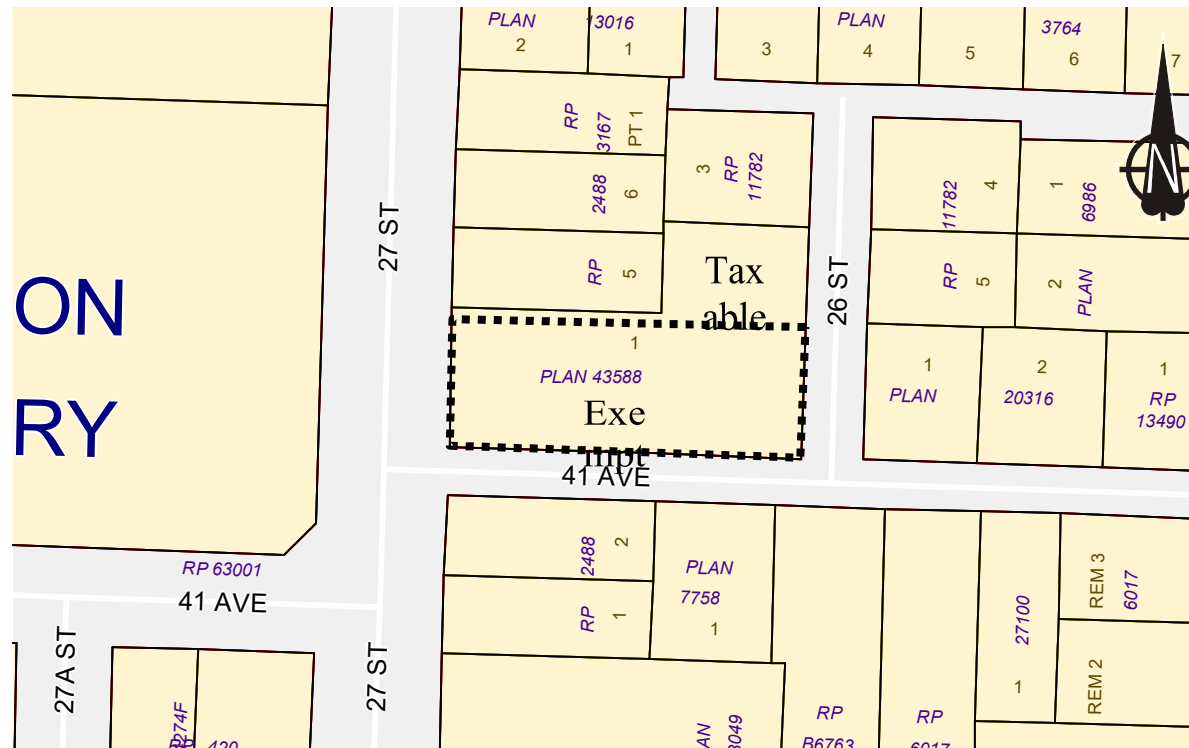 PLAN
13016
2
1
PLAN
3764
3
4
5
6
7
RP
3167
PT 1
3
RP
11782
2488
6
RP
5
11782
4
1
6986
N
27 ST
26 ST
Tax
able
RP
5
2
PLAN
ON
RY
1
PLAN 43588
Exe
mpt
41 AVE
1
PLAN
2
20316
1
RP
13490
RP 63001
41 AVE
2488
2
RP
1
PLAN
7758
1
27100
1
REM 3
6017
REM 2
27A ST
27 ST
RP 420
RP
B6763
RP
6017